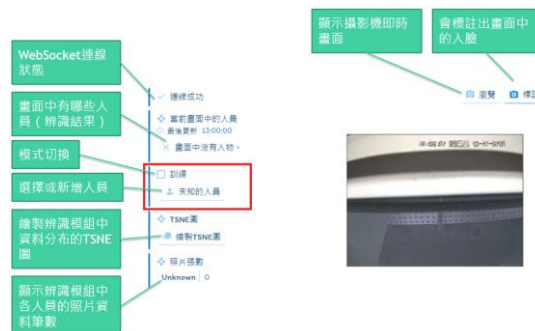 WebSocket連線
狀態
畫面中有哪些人
員（辨識結果）
模式切換
選擇或新增人員
繪製辨識模組中
資料分布的TSNE
圖
顯示辨識模組中
各人員的照片資
料筆數
連線成功
當前畫面中的人員
最後更新 13:00:00
畫面中沒有人物。
訓練
未知的人員
TSNE圖
繪製TSNE圖
照片張數
Unknown 0
顯示攝影機即時
畫面
會標註出畫面中
的人臉
瀏覽